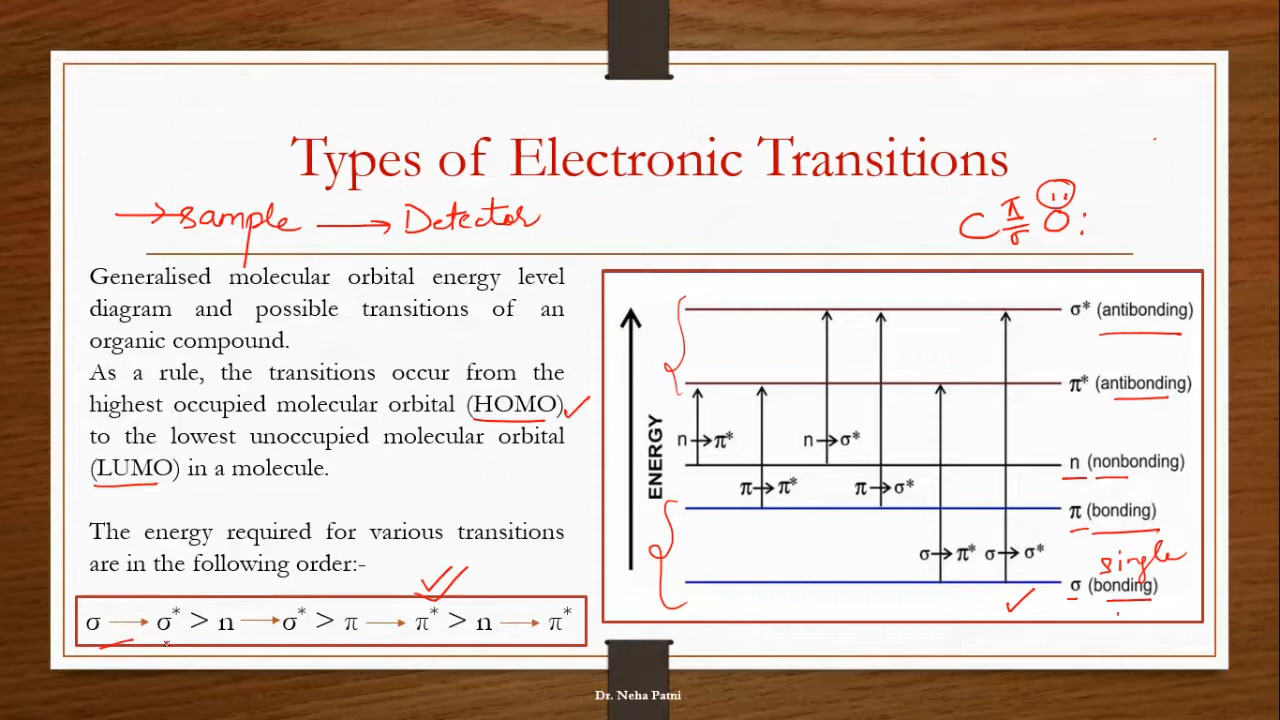 Types of Electronic Transitions
→ sample → Detector
C π σ O:
Generalised molecular orbital energy level
diagram and possible transitions of an
organic compound.
As a rule, the transitions occur from the
highest occupied molecular orbital (HOMO)
to the lowest unoccupied molecular orbital
(LUMO) in a molecule.
The energy required for various transitions
are in the following order:-
σ → σ* > n → σ* > π → π* > n → π*
ENERGY
σ* (antibonding)
π* (antibonding)
n→π*
n→σ*
n (nonbonding)
π→π*
π→σ*
π (bonding)
σ→π*
σ→σ*
single
σ (bonding)
Dr. Neha Patni